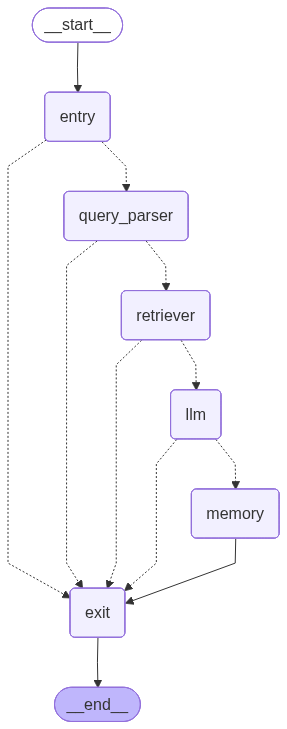 __start__
entry
query_parser
retriever
llm
memory
exit
__end__